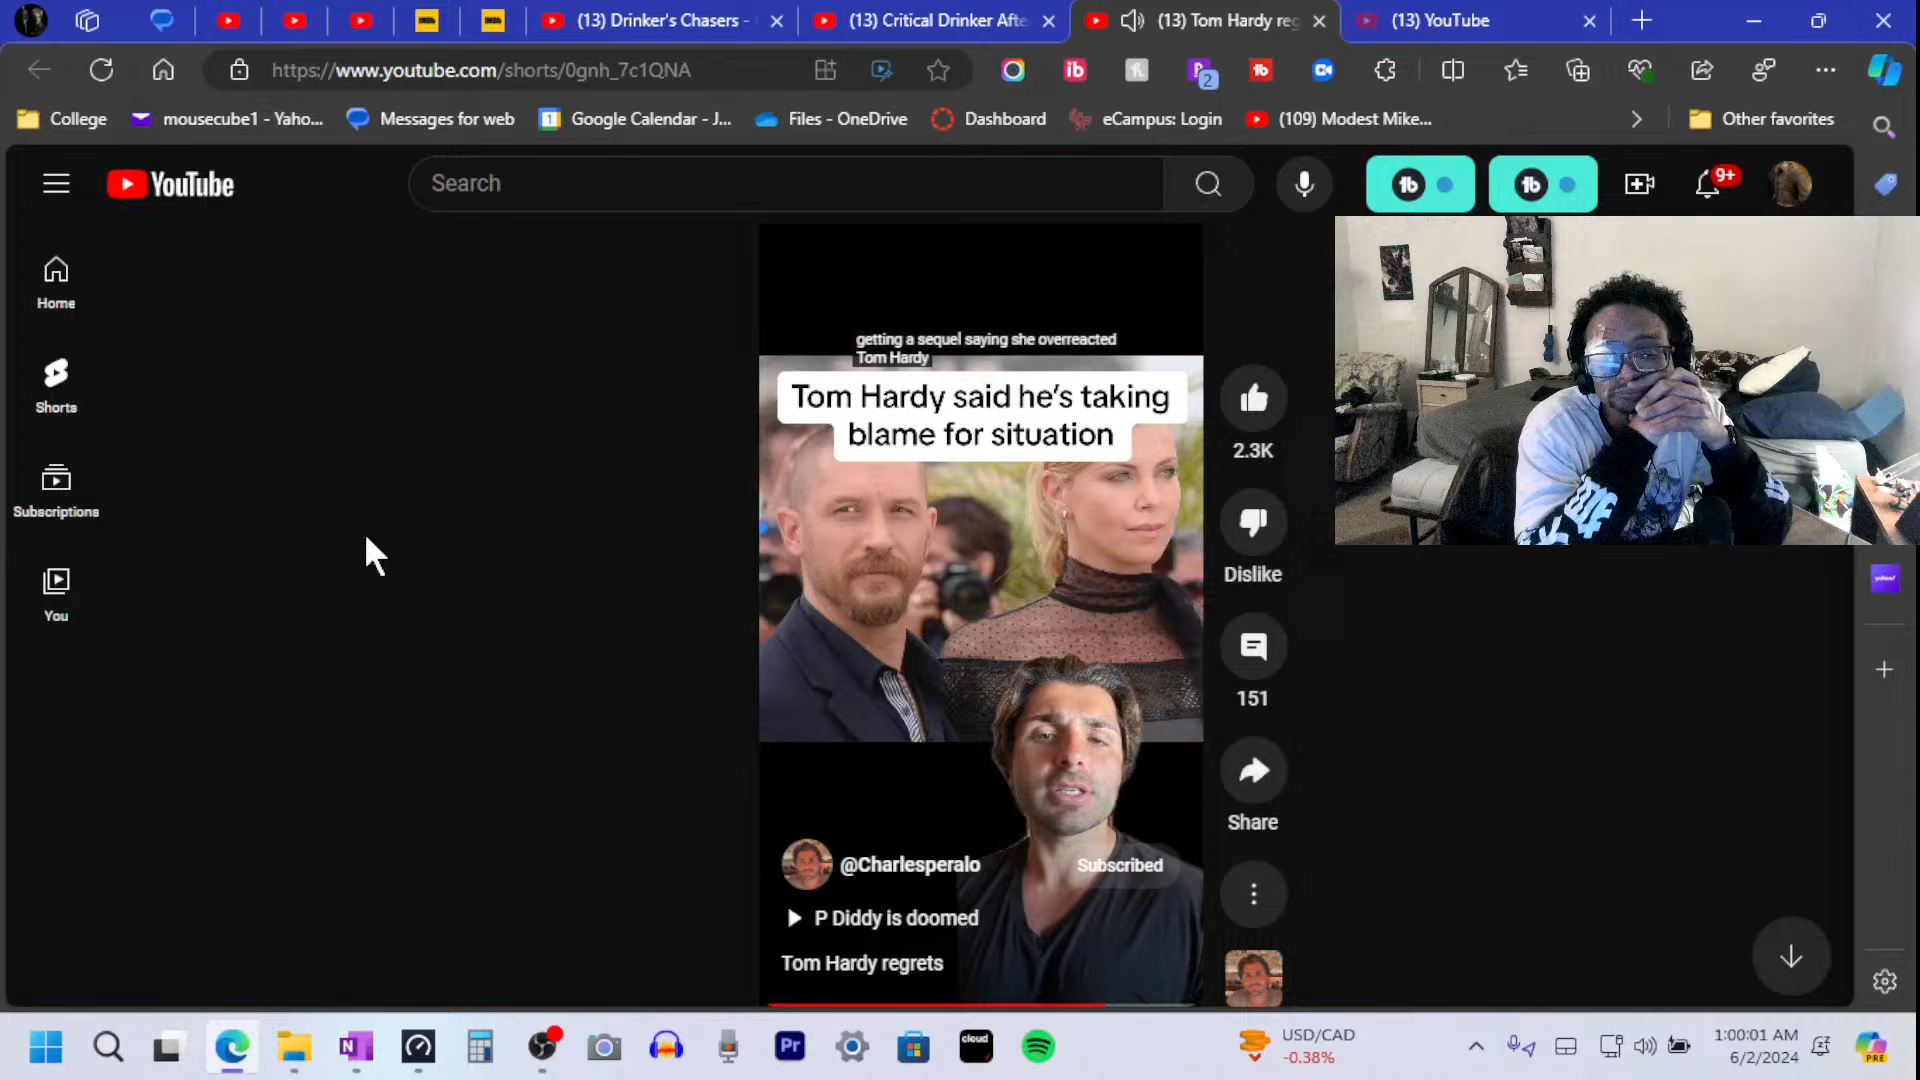 (13) Drinker's Chasers -
(13) Critical Drinker Afte
(13) Tom Hardy reg
(13) YouTube
https://www.youtube.com/shorts/0gnh_7c1QNA
2
College
mousecube1 - Yaho...
Messages for web
Google Calendar - J...
Files - OneDrive
Dashboard
eCampus: Login
(109) Modest Mike...
Other favorites
YouTube
Search
9+
Home
Shorts
Subscriptions
You
getting a sequel saying she overreacted
Tom Hardy
Tom Hardy said he's taking
blame for situation
2.3K
Dislike
151
Share
@Charlesperalo
Subscribed
P Diddy is doomed
Tom Hardy regrets
USD/CAD
-0.38%
1:00:01 AM
6/2/2024